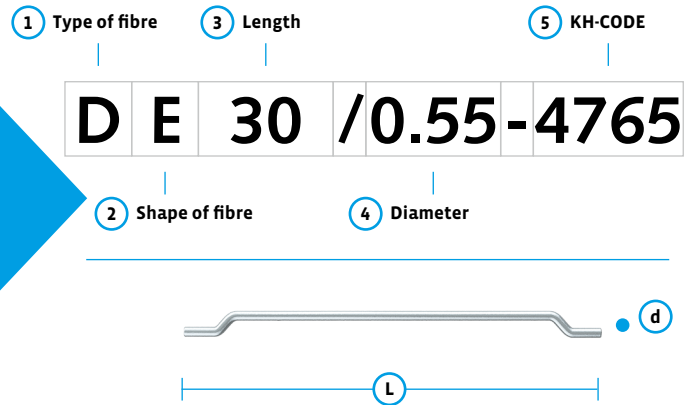 1 Type of fibre 3 Length 5 KH-CODE
D E 30 /0.55-4765
2 Shape of fibre 4 Diameter
d
L